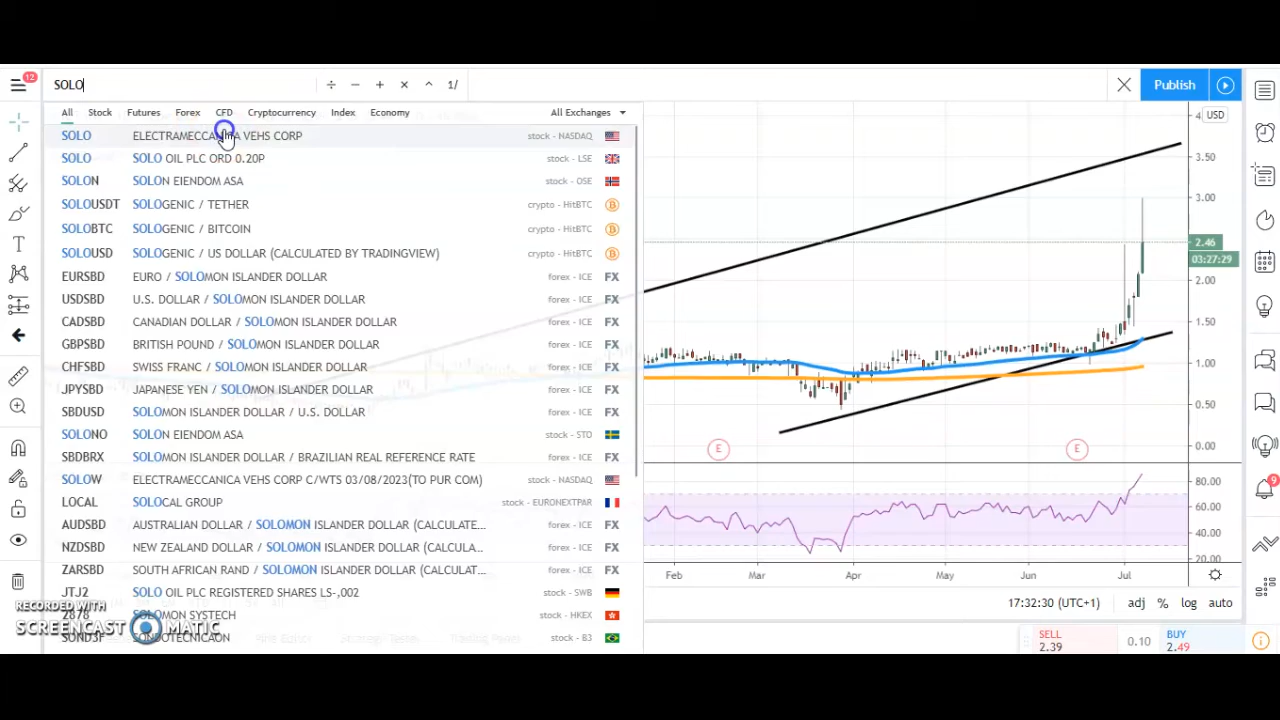 12
SOLO
÷ − + × ^ 1/
Publish
All Stock Futures Forex CFD Cryptocurrency Index Economy All Exchanges
SOLO ELECTRAMECCANICA VEHS CORP stock - NASDAQ
SOLO SOLO OIL PLC ORD 0.20P stock - LSE
SOLON SOLON EIENDOM ASA stock - OSE
SOLOUSDT SOLOGENIC / TETHER crypto - HitBTC
SOLOBTC SOLOGENIC / BITCOIN crypto - HitBTC
SOLOUSD SOLOGENIC / US DOLLAR (CALCULATED BY TRADINGVIEW) crypto - HitBTC
EURSBD EURO / SOLOMON ISLANDER DOLLAR forex - ICE FX
USDSBD U.S. DOLLAR / SOLOMON ISLANDER DOLLAR forex - ICE FX
CADSBD CANADIAN DOLLAR / SOLOMON ISLANDER DOLLAR forex - ICE FX
GBPSBD BRITISH POUND / SOLOMON ISLANDER DOLLAR forex - ICE FX
CHFSBD SWISS FRANC / SOLOMON ISLANDER DOLLAR forex - ICE FX
JPYSBD JAPANESE YEN / SOLOMON ISLANDER DOLLAR forex - ICE FX
SBDUSD SOLOMON ISLANDER DOLLAR / U.S. DOLLAR forex - ICE FX
SOLONO SOLON EIENDOM ASA stock - STO
SBDBRX SOLOMON ISLANDER DOLLAR / BRAZILIAN REAL REFERENCE RATE forex - ICE FX
SOLOW ELECTRAMECCANICA VEHS CORP C/WTS 03/08/2023(TO PUR COM) stock - NASDAQ
LOCAL SOLOCAL GROUP stock - EURONEXTPAR
AUDSBD AUSTRALIAN DOLLAR / SOLOMON ISLANDER DOLLAR (CALCULATE... forex - ICE FX
NZDSBD NEW ZEALAND DOLLAR / SOLOMON ISLANDER DOLLAR (CALCULA... forex - ICE FX
ZARSBD SOUTH AFRICAN RAND / SOLOMON ISLANDER DOLLAR (CALCULAT... forex - ICE FX
JTJ2 SOLO OIL PLC REGISTERED SHARES LS-,002 stock - SWB
2878 SOLOMON SYSTECH stock - HKEX
SOND3F SONDOTECNICAON stock - B3
RECORDED WITH
SCREENCAST MATIC
USD
3.50
3.00
2.46
03:27:29
2.00
1.50
1.00
0.50
0.00
E E
80.00
60.00
40.00
20.00
Feb Mar Apr May Jun Jul
17:32:30 (UTC+1) adj % log auto
SELL
2.39
0.10
BUY
2.49
9